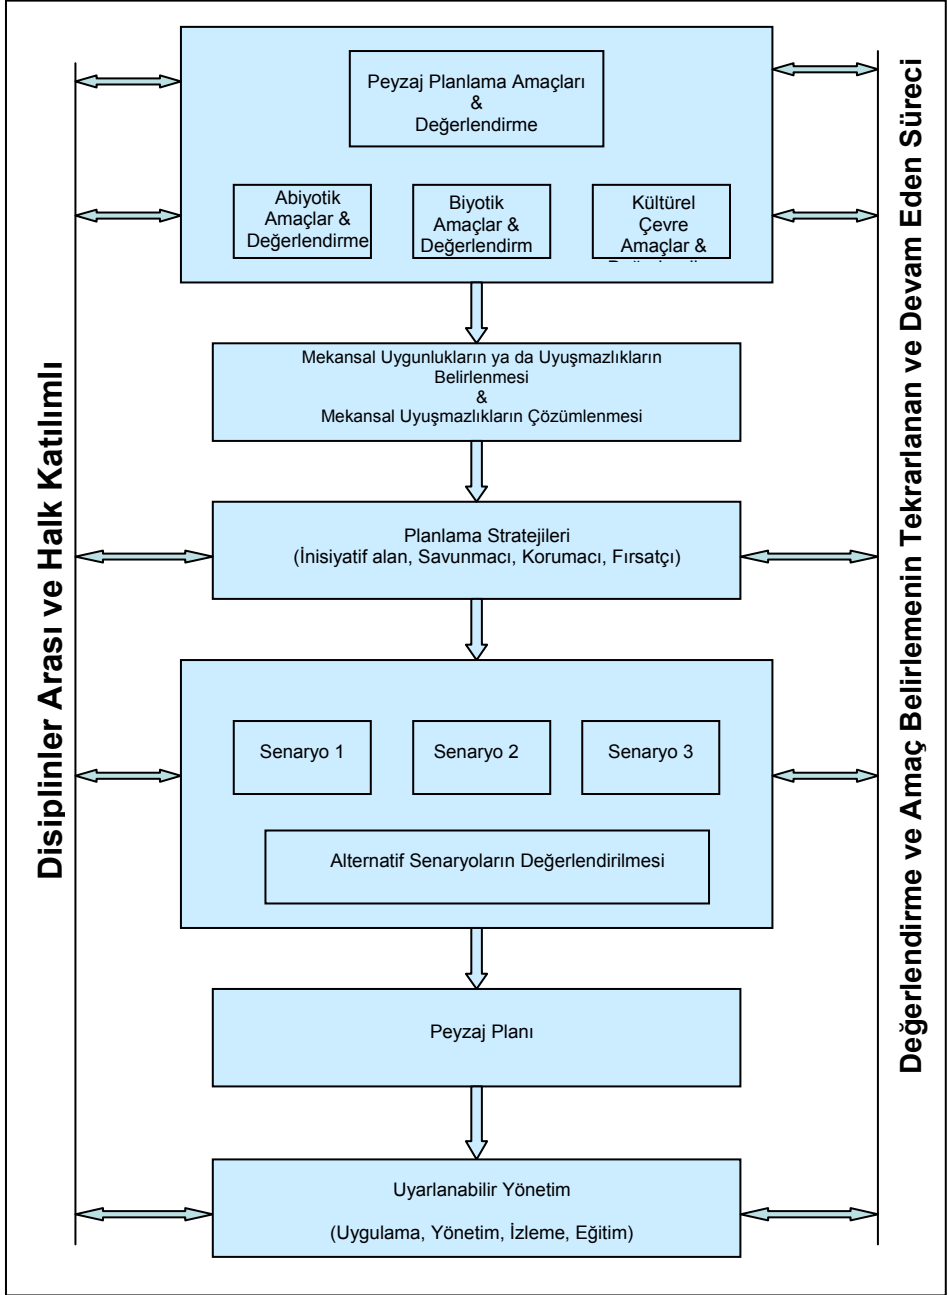 Disiplinler Arası ve Halk Katılımlı
Peyzaj Planlama Amaçları
&
Değerlendirme
Abiyotik
Amaçlar &
Değerlendirme
Biyotik
Amaçlar &
Değerlendirm
Kültürel
Çevre
Amaçlar &
Mekansal Uygunlukların ya da Uyuşmazlıkların
Belirlenmesi
&
Mekansal Uyuşmazlıkların Çözümlenmesi
Planlama Stratejileri
(İnisiyatif alan, Savunmacı, Korumacı, Fırsatçı)
Senaryo 1
Senaryo 2
Senaryo 3
Alternatif Senaryoların Değerlendirilmesi
Peyzaj Planı
Uyarlanabilir Yönetim
(Uygulama, Yönetim, İzleme, Eğitim)
Değerlendirme ve Amaç Belirlemenin Tekrarlanan ve Devam Eden Süreci